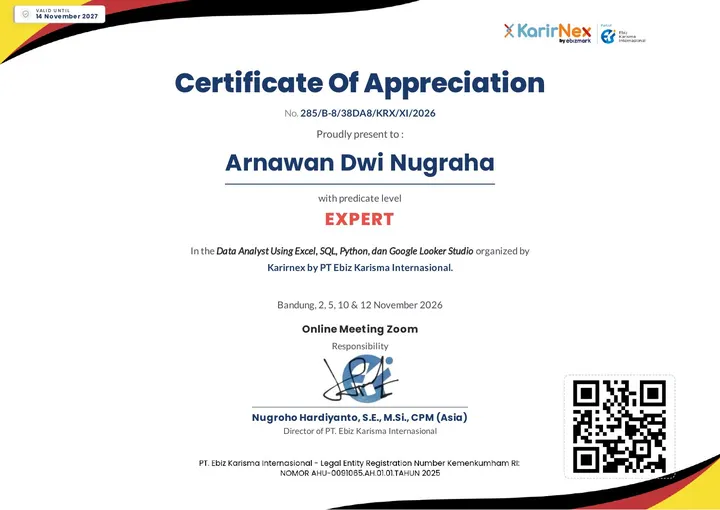 VALID UNTIL
14 November 2027
KarirNex
by ebizmark
Ebiz
Karisma
Internasional
Certificate Of Appreciation
No. 285/B-8/38DA8/KRX/XI/2026
Proudly present to :
Arnawan Dwi Nugraha
with predicate level
EXPERT
In the Data Analyst Using Excel, SQL, Python, dan Google Looker Studio organized by
Karirnex by PT Ebiz Karisma Internasional.
Bandung, 2, 5, 10 & 12 November 2026
Online Meeting Zoom
Responsibility
Nugroho Hardiyanto, S.E., M.Si., CPM (Asia)
Director of PT. Ebiz Karisma Internasional
PT. Ebiz Karisma Internasional - Legal Entity Registration Number Kemenkumham RI:
NOMOR AHU-0091065.AH.01.01.TAHUN 2025